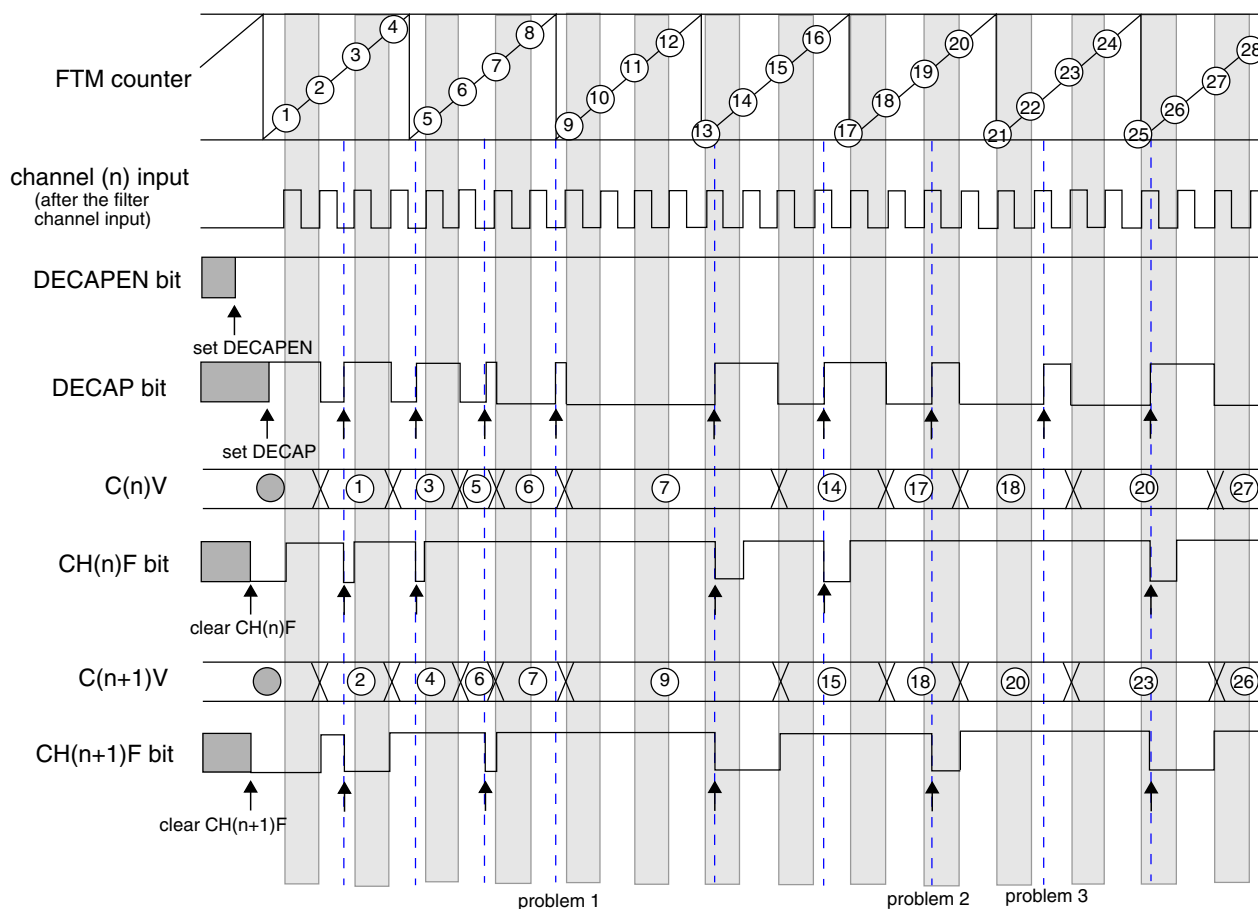 FTM counter
1 2 3 4 5 6 7 8 9 10 11 12 13 14 15 16 17 18 19 20 21 22 23 24 25 26 27 28
channel (n) input
(after the filter
channel input)
DECAPEN bit
set DECAPEN
DECAP bit
set DECAP
C(n)V
1 3 5 6 7 14 17 18 20 27
CH(n)F bit
clear CH(n)F
C(n+1)V
2 4 6 7 9 15 18 20 23 26
CH(n+1)F bit
clear CH(n+1)F
problem 1 problem 2 problem 3